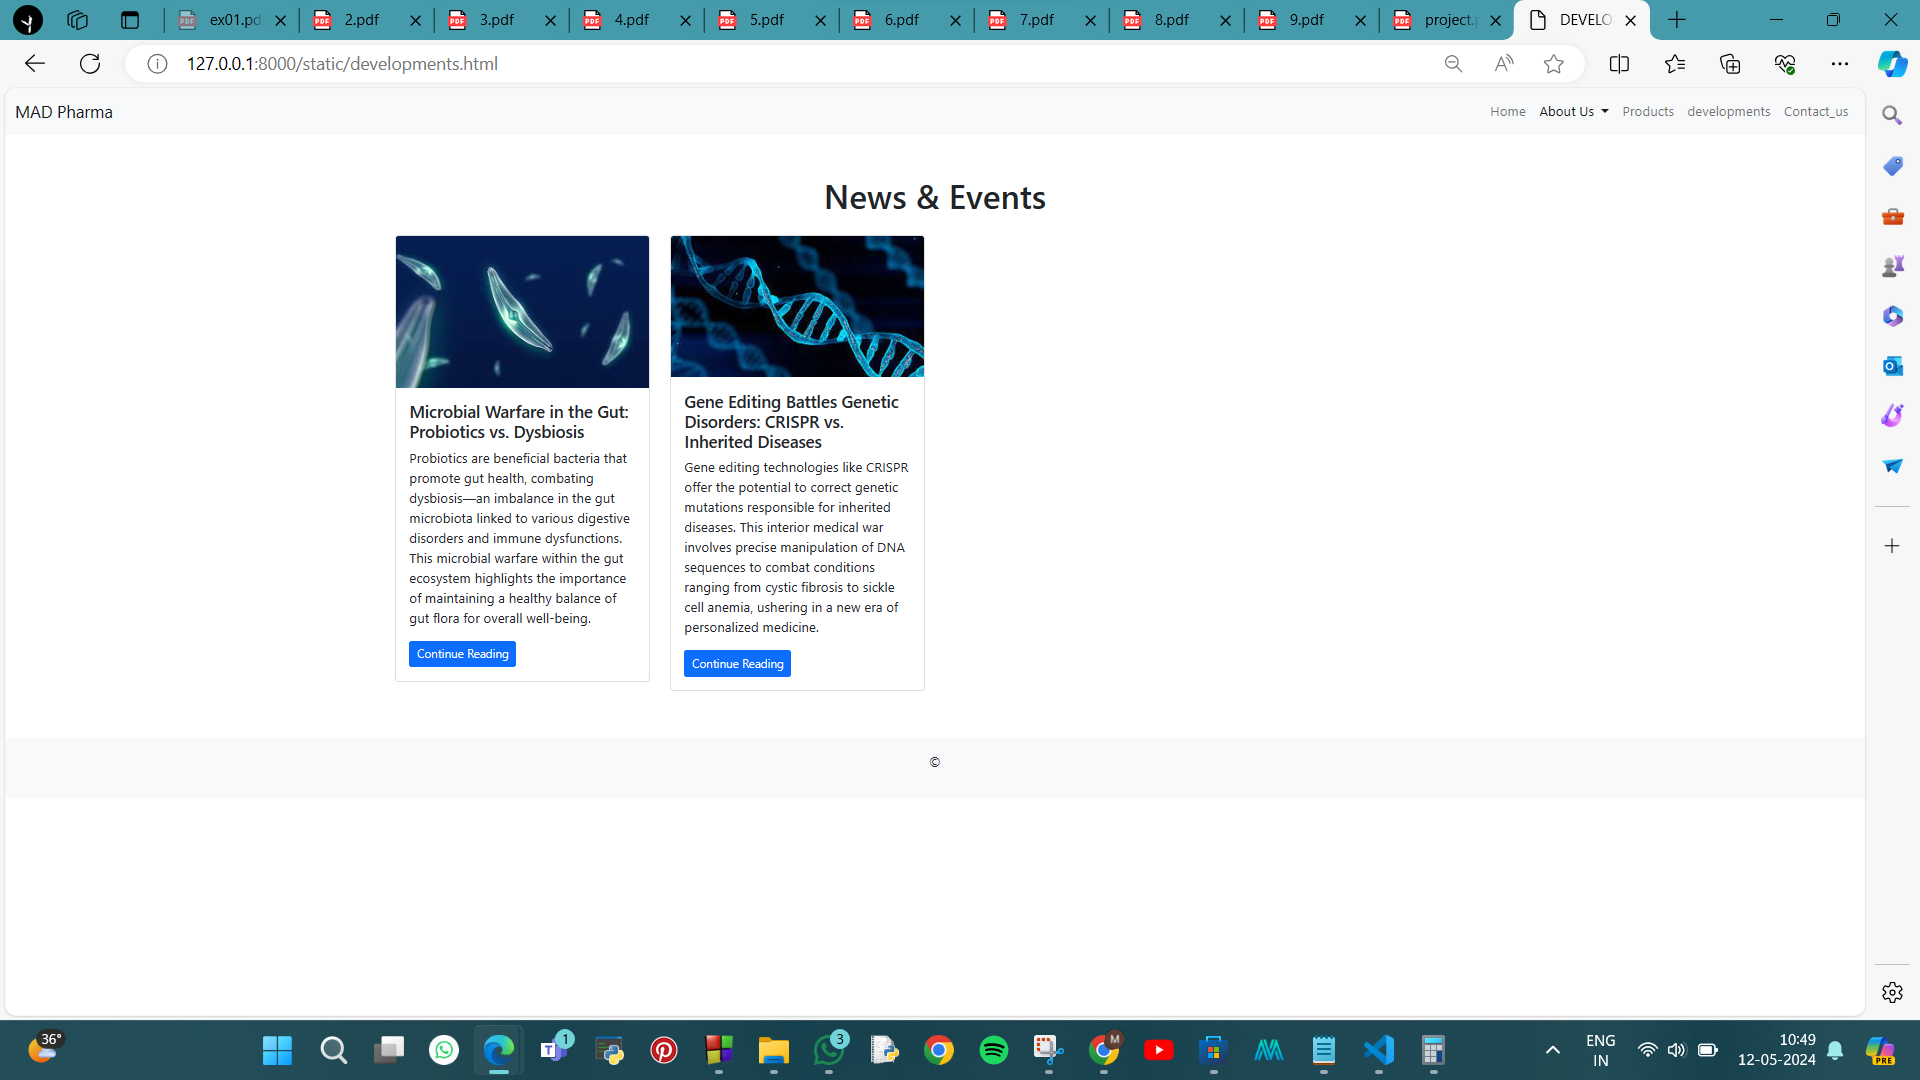 ex01.pd
2.pdf
3.pdf
4.pdf
5.pdf
6.pdf
7.pdf
8.pdf
9.pdf
project.p
DEVELO
127.0.0.1:8000/static/developments.html
MAD Pharma
Home
About Us
Products
developments
Contact_us
News & Events
Microbial Warfare in the Gut:
Probiotics vs. Dysbiosis
Probiotics are beneficial bacteria that
promote gut health, combating
dysbiosis—an imbalance in the gut
microbiota linked to various digestive
disorders and immune dysfunctions.
This microbial warfare within the gut
ecosystem highlights the importance
of maintaining a healthy balance of
gut flora for overall well-being.
Continue Reading
Gene Editing Battles Genetic
Disorders: CRISPR vs.
Inherited Diseases
Gene editing technologies like CRISPR
offer the potential to correct genetic
mutations responsible for inherited
diseases. This interior medical war
involves precise manipulation of DNA
sequences to combat conditions
ranging from cystic fibrosis to sickle
cell anemia, ushering in a new era of
personalized medicine.
Continue Reading
©
36°
1
3
M
ENG
IN
10:49
12-05-2024
PRE